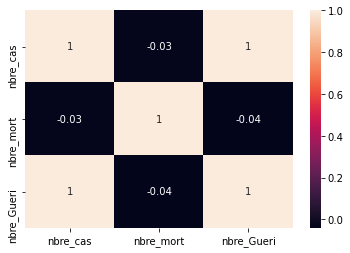 nbre_cas
1
-0.03
1
nbre_mort
-0.03
1
-0.04
nbre_Gueri
1
-0.04
1
nbre_cas
nbre_mort
nbre_Gueri
1.0
0.8
0.6
0.4
0.2
0.0